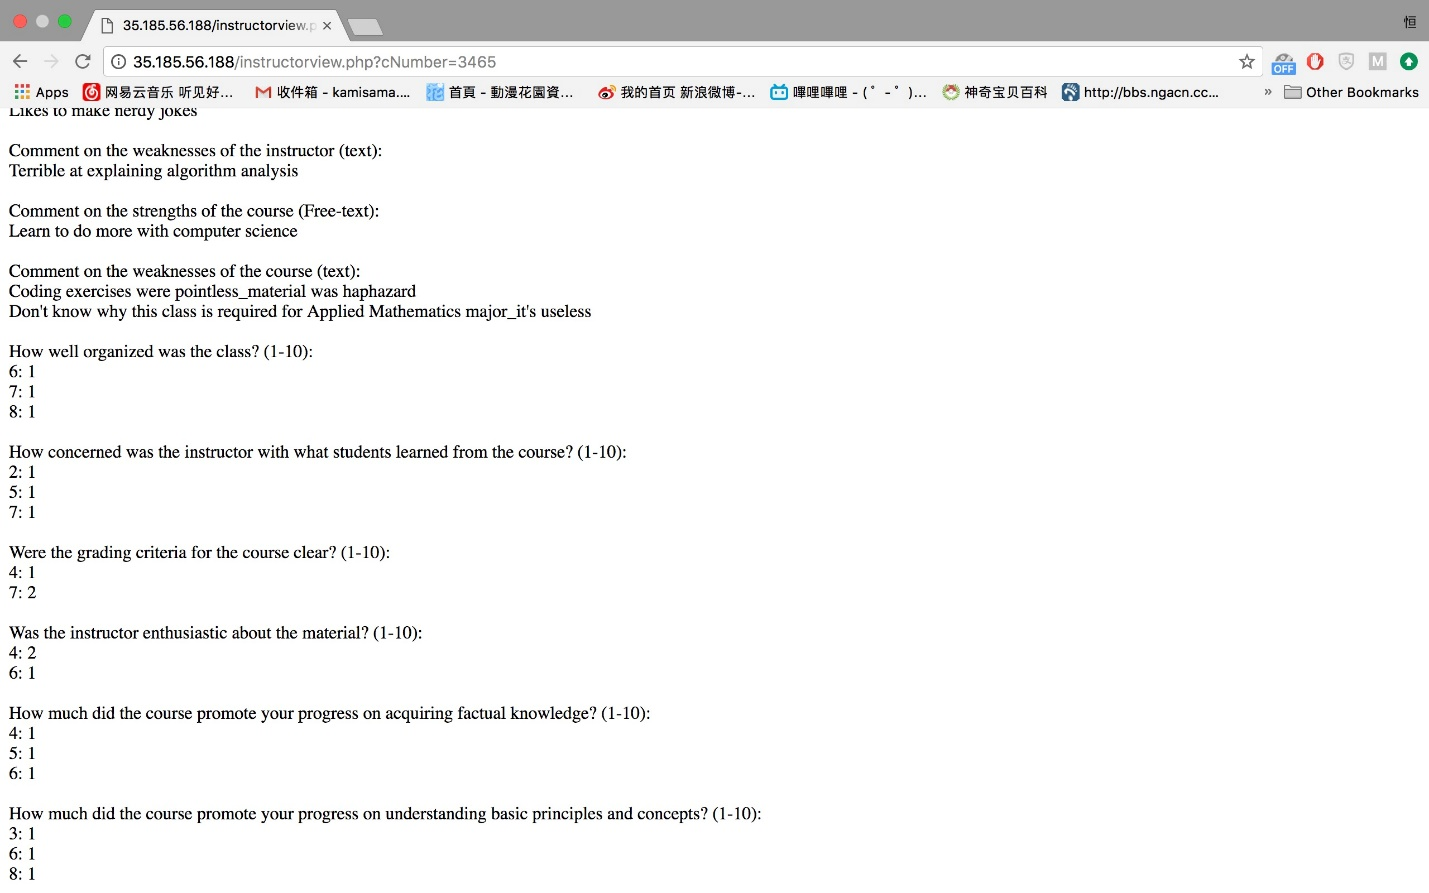 35.185.56.188/instructorview.p
恒
35.185.56.188/instructorview.php?cNumber=3465
OFF
M
Apps
网易云音乐 听见好...
收件箱 - kamisama....
首頁 - 動漫花園資...
我的首页 新浪微博-...
嗶哩嗶哩 - ( ゜- ゜)...
神奇宝贝百科
http://bbs.ngacn.cc...
»
Other Bookmarks
Likes to make nerdy jokes
Comment on the weaknesses of the instructor (text):
Terrible at explaining algorithm analysis
Comment on the strengths of the course (Free-text):
Learn to do more with computer science
Comment on the weaknesses of the course (text):
Coding exercises were pointless_material was haphazard
Don't know why this class is required for Applied Mathematics major_it's useless
How well organized was the class? (1-10):
6: 1
7: 1
8: 1
How concerned was the instructor with what students learned from the course? (1-10):
2: 1
5: 1
7: 1
Were the grading criteria for the course clear? (1-10):
4: 1
7: 2
Was the instructor enthusiastic about the material? (1-10):
4: 2
6: 1
How much did the course promote your progress on acquiring factual knowledge? (1-10):
4: 1
5: 1
6: 1
How much did the course promote your progress on understanding basic principles and concepts? (1-10):
3: 1
6: 1
8: 1